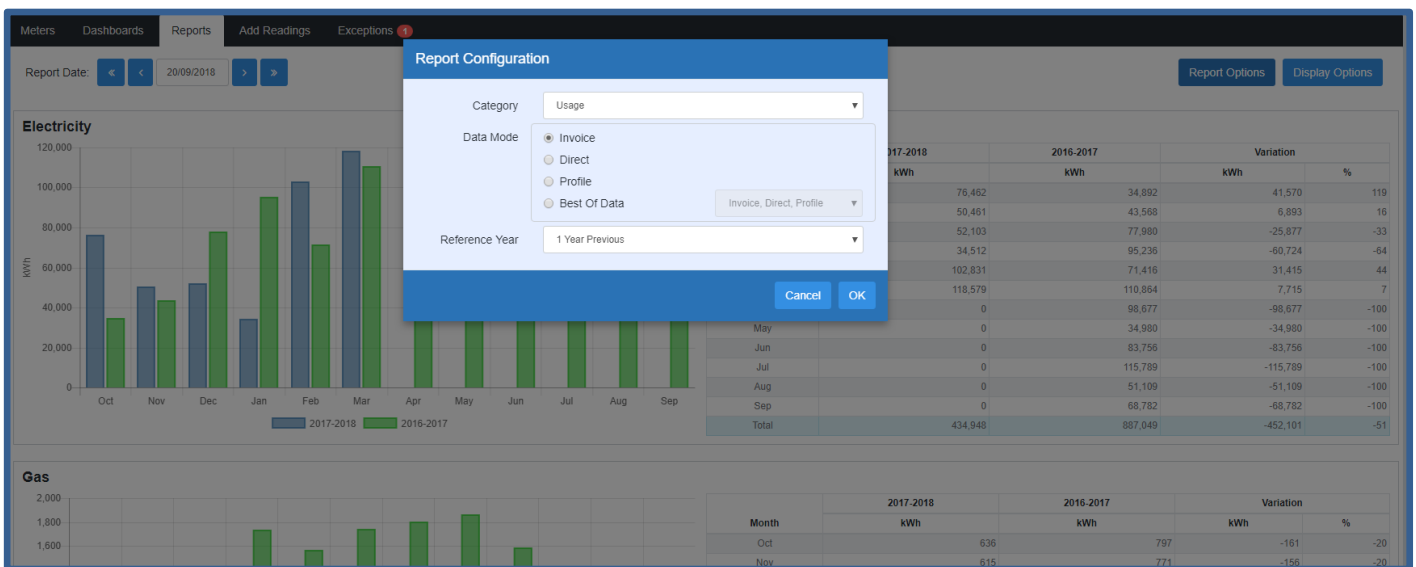 Meters Dashboards Reports Add Readings Exceptions 1
Report Date: « ‹ 20/09/2018 › » Report Options Display Options
Report Configuration
Category Usage
Data Mode Invoice
Direct
Profile
Best Of Data Invoice, Direct, Profile
Reference Year 1 Year Previous
Cancel OK
Electricity
120,000
100,000
80,000
60,000
40,000
20,000
0
kWh
Oct Nov Dec Jan Feb Mar Apr May Jun Jul Aug Sep
2017-2018 2016-2017
017-2018 2016-2017 Variation
kWh kWh kWh %
76,462 34,892 41,570 119
50,461 43,568 6,893 16
52,103 77,980 -25,877 -33
34,512 95,236 -60,724 -64
102,831 71,416 31,415 44
118,579 110,864 7,715 7
0 98,677 -98,677 -100
May 0 34,980 -34,980 -100
Jun 0 83,756 -83,756 -100
Jul 0 115,789 -115,789 -100
Aug 0 51,109 -51,109 -100
Sep 0 68,782 -68,782 -100
Total 434,948 887,049 -452,101 -51
Gas
2,000
1,800
1,600
2017-2018 2016-2017 Variation
Month kWh kWh kWh %
Oct 636 797 -161 -20
Nov 615 771 -156 -20